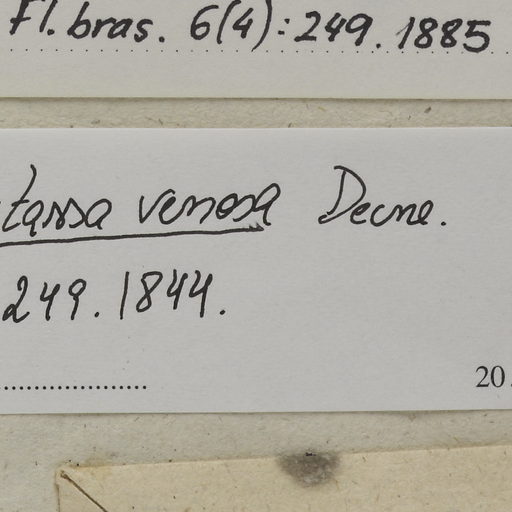 Fl. bras. 6(4): 249. 1885
tassa venosa Decne.
249. 1844.
....................
20.